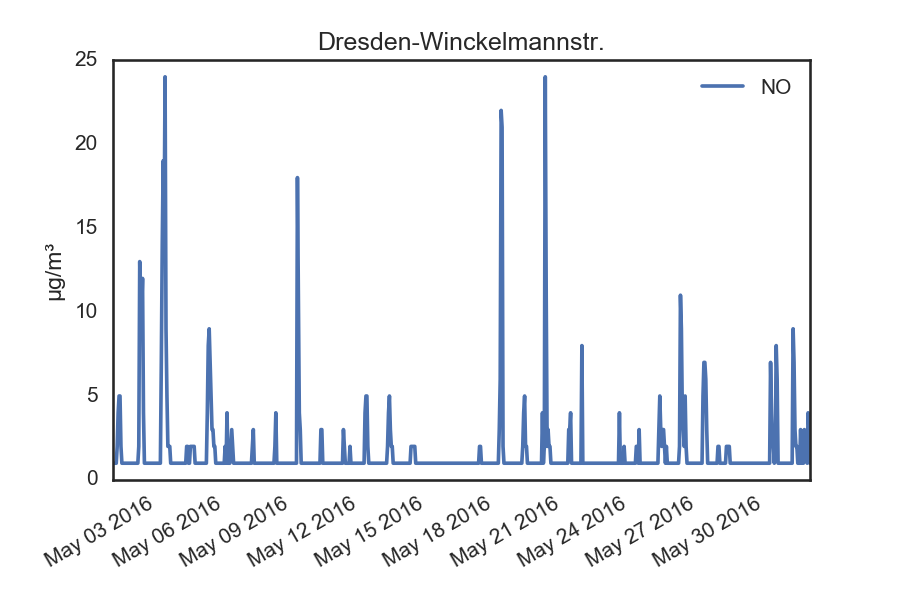 Dresden-Winckelmannstr.
25
20
15
10
5
0
µg/m³
NO
May 03 2016
May 06 2016
May 09 2016
May 12 2016
May 15 2016
May 18 2016
May 21 2016
May 24 2016
May 27 2016
May 30 2016